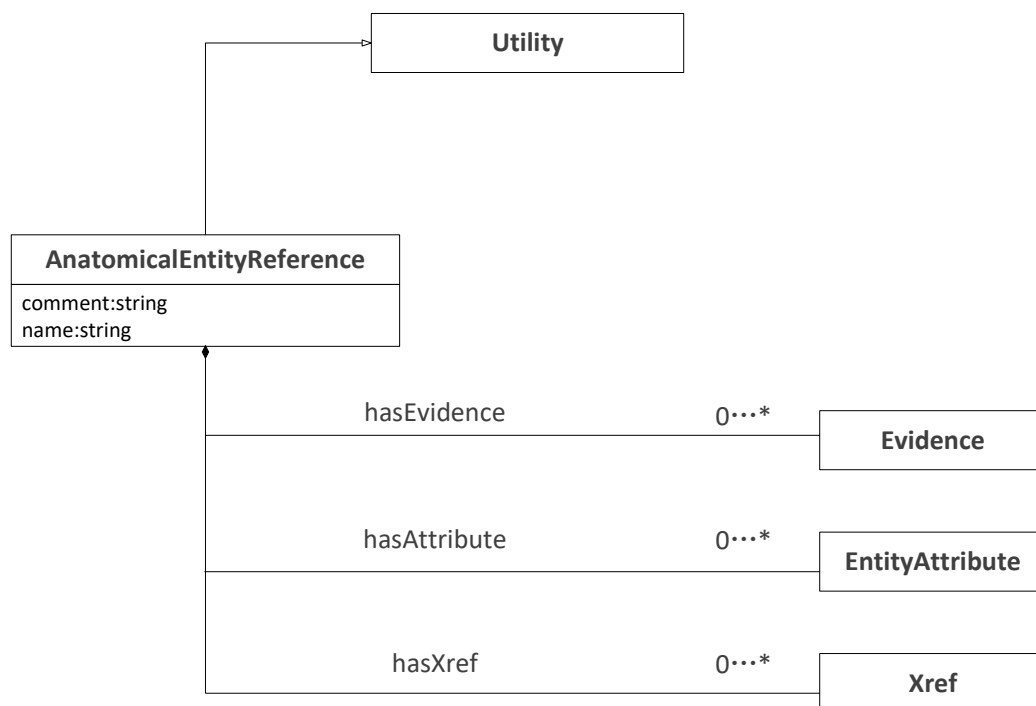 Utility
AnatomicalEntityReference
comment:string
name:string
hasEvidence
0···*
Evidence
hasAttribute
0···*
EntityAttribute
hasXref
0···*
Xref